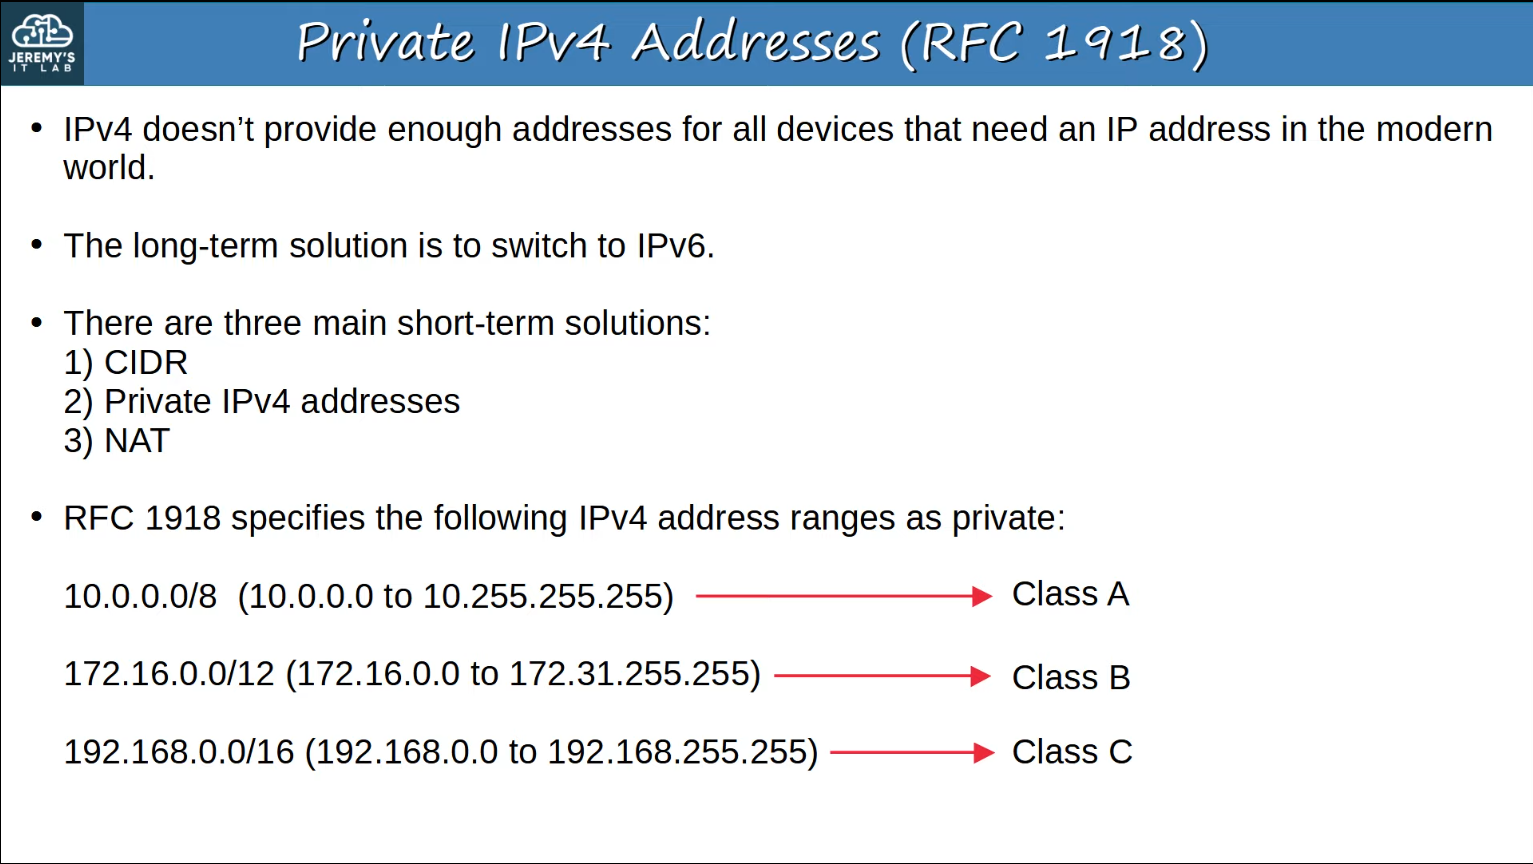 JEREMY'S
IT LAB
Private IPv4 Addresses (RFC 1918)
• IPv4 doesn’t provide enough addresses for all devices that need an IP address in the modern
world.
• The long-term solution is to switch to IPv6.
• There are three main short-term solutions:
1) CIDR
2) Private IPv4 addresses
3) NAT
• RFC 1918 specifies the following IPv4 address ranges as private:
10.0.0.0/8 (10.0.0.0 to 10.255.255.255) Class A
172.16.0.0/12 (172.16.0.0 to 172.31.255.255) Class B
192.168.0.0/16 (192.168.0.0 to 192.168.255.255) Class C